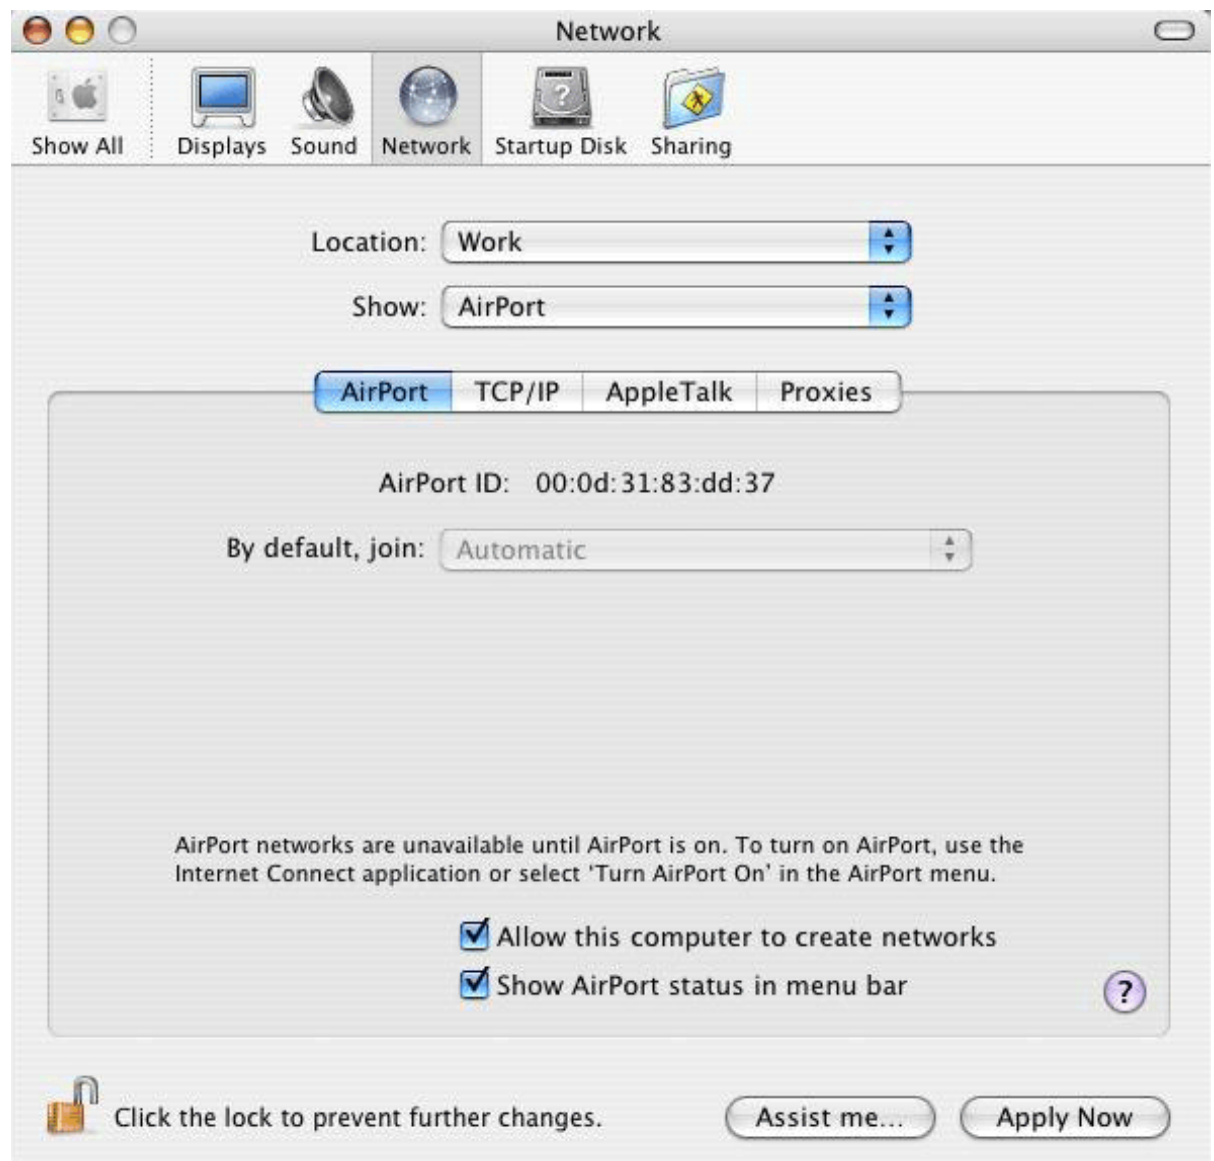 Network
Show All Displays Sound Network Startup Disk Sharing
Location: Work
Show: AirPort
AirPort TCP/IP AppleTalk Proxies
AirPort ID: 00:0d:31:83:dd:37
By default, join: Automatic
AirPort networks are unavailable until AirPort is on. To turn on AirPort, use the
Internet Connect application or select ‘Turn AirPort On’ in the AirPort menu.
Allow this computer to create networks
Show AirPort status in menu bar
?
Click the lock to prevent further changes. Assist me... Apply Now